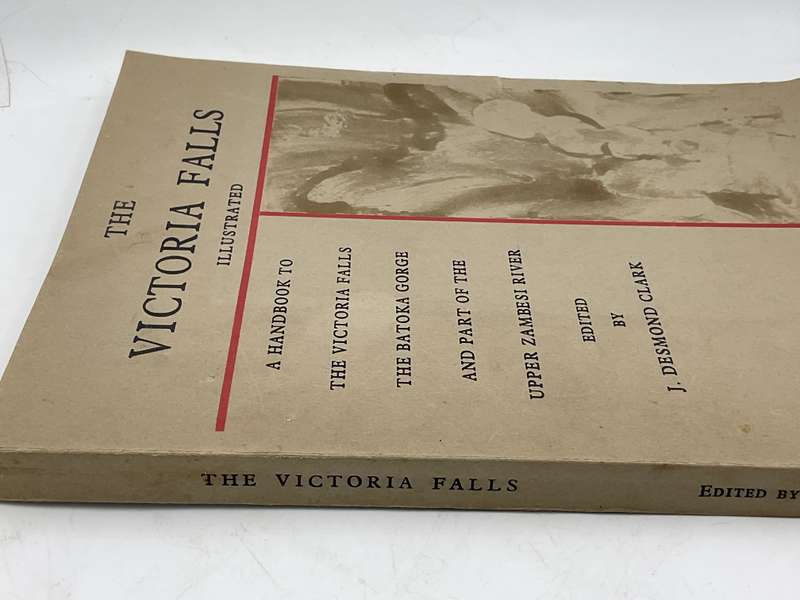 THE
VICTORIA FALLS
ILLUSTRATED
A HANDBOOK TO
THE VICTORIA FALLS
THE BATOKA GORGE
AND PART OF THE
UPPER ZAMBESI RIVER
EDITED
BY
J. DESMOND CLARK
THE VICTORIA FALLS
EDITED BY